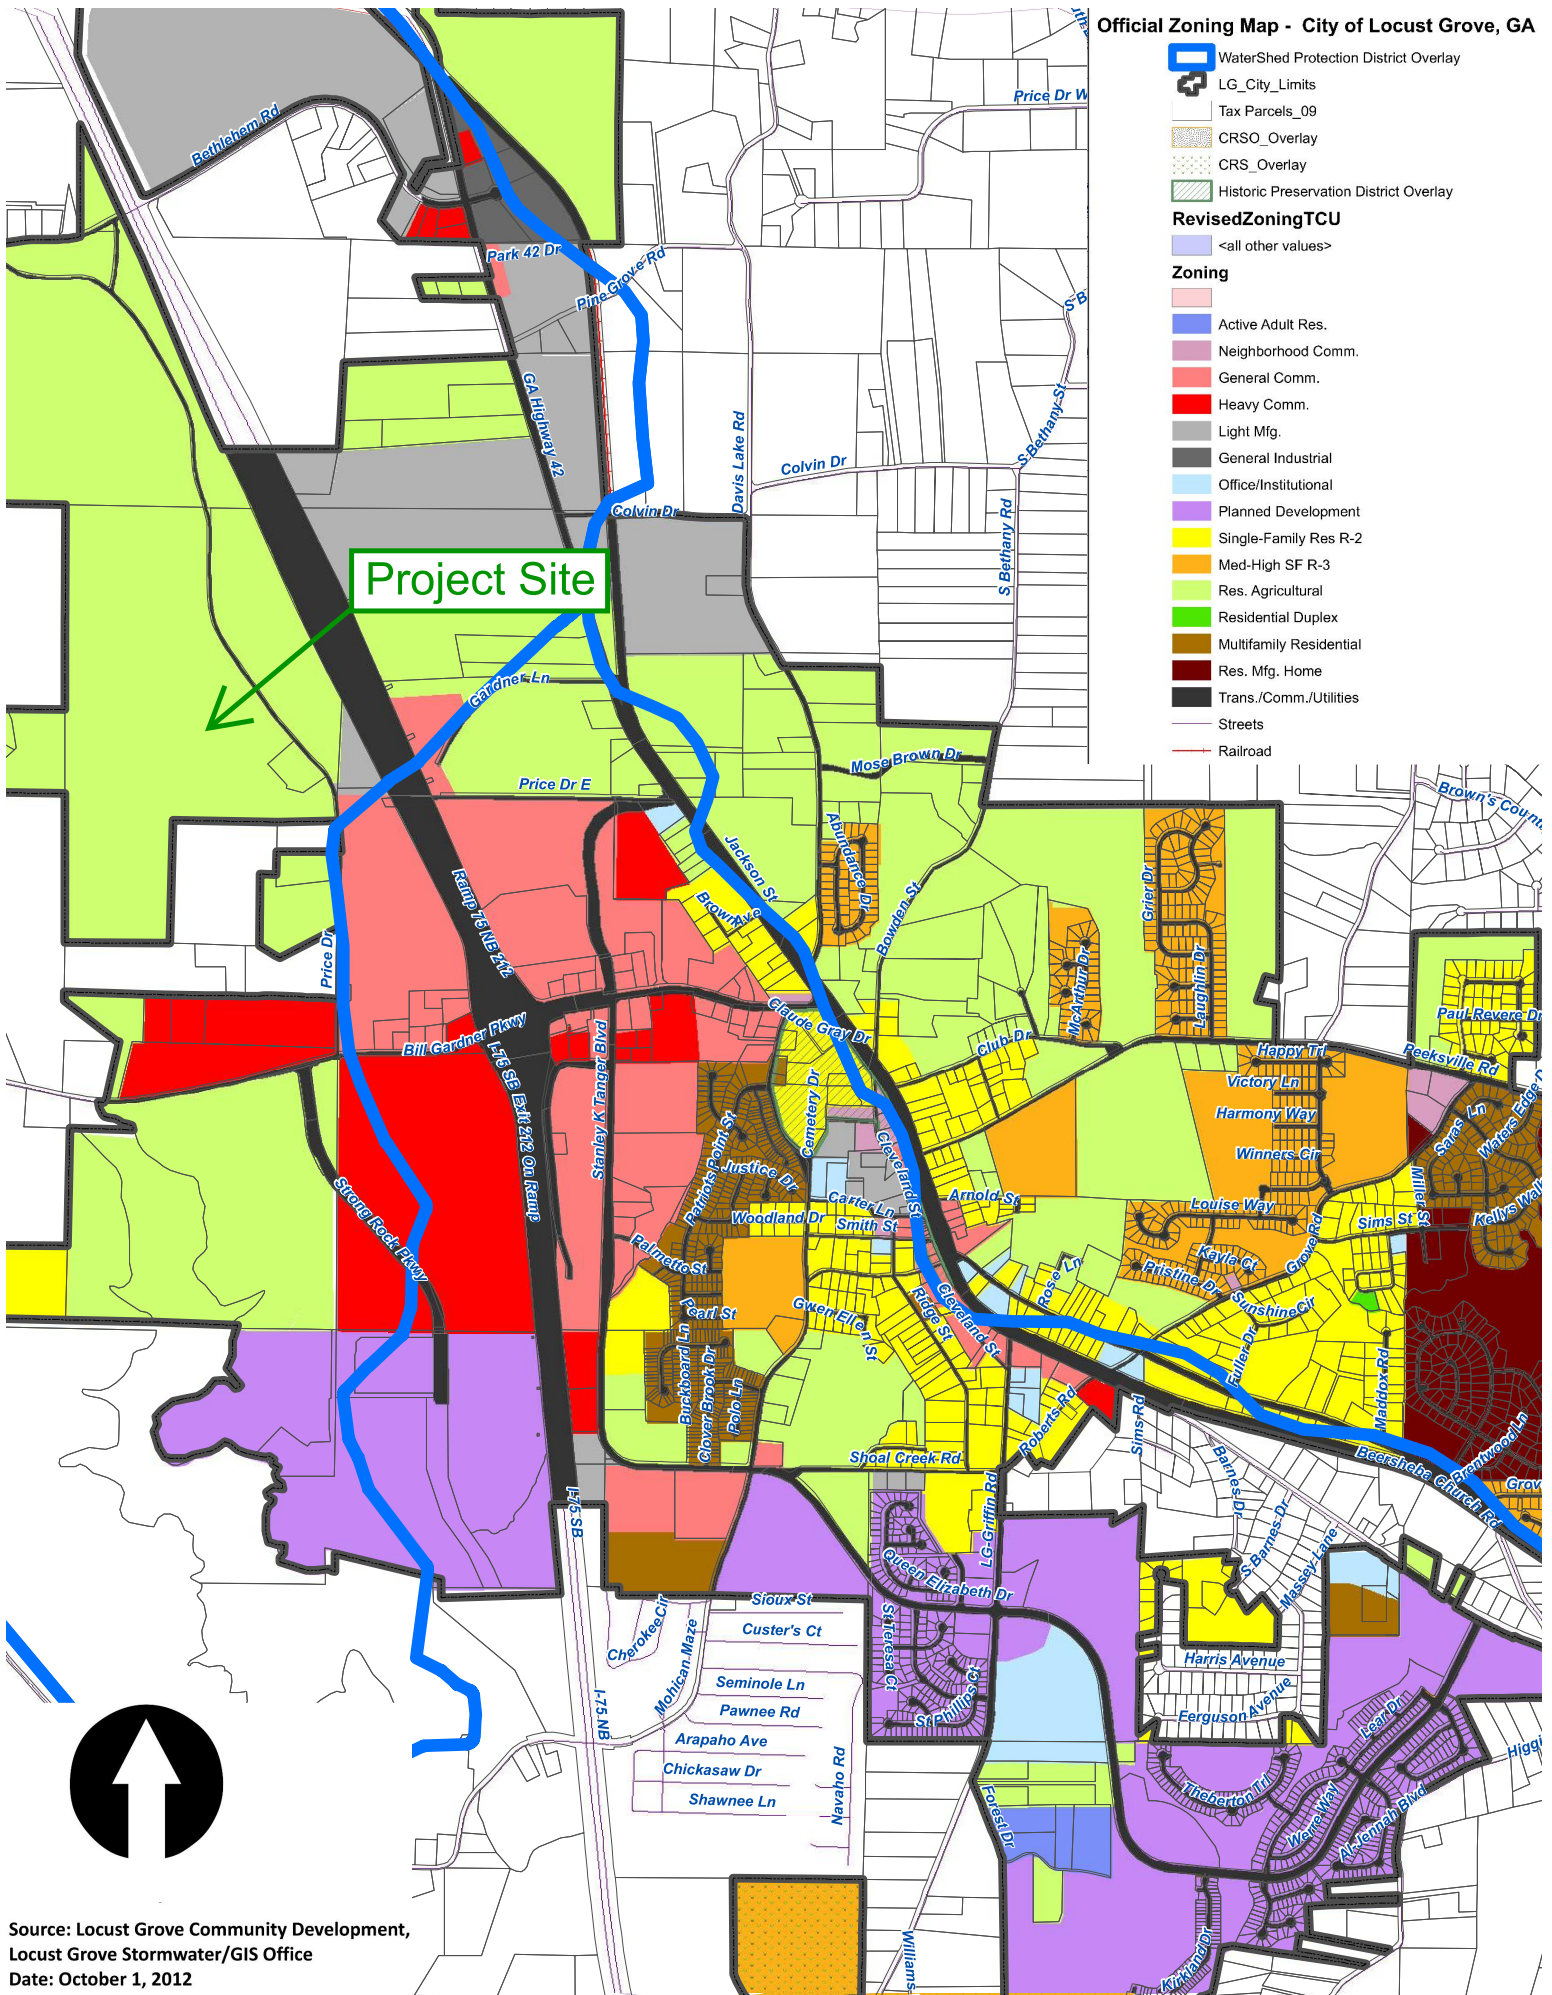 Official Zoning Map - City of Locust Grove, GA
WaterShed Protection District Overlay
LG_City_Limits
Tax Parcels_09
CRSO_Overlay
CRS_Overlay
Historic Preservation District Overlay
RevisedZoningTCU
<all other values>
Zoning
Active Adult Res.
Neighborhood Comm.
General Comm.
Heavy Comm.
Light Mfg.
General Industrial
Office/Institutional
Planned Development
Single-Family Res R-2
Med-High SF R-3
Res. Agricultural
Residential Duplex
Multifamily Residential
Res. Mfg. Home
Trans./Comm./Utilities
Streets
Railroad
Price Dr W
Bethlehem Rd
Park 42 Dr
Pine Grove Rd
S B
GA Highway 42
Davis Lake Rd
S Bethany St
Colvin Dr
Colvin Dr
S Bethany Rd
Project Site
Gardner Ln
Mose Brown Dr
Price Dr E
Brown's Count
Jackson St
Abundance Dr
Grier Dr
Ramp 75 NB 212
Brown Ave
Bowden St
Price Dr
McArthur Dr
Laughlin Dr
Claude Gray Dr
Paul Revere Dr
Bill Gardner Pkwy
Club Dr
Happy Trl
Peeksville Rd
I-75 SB Exit 212 On Ramp
Stanley K Tanger Blvd
Cemetery Dr
Victory Ln
Harmony Way
Saras Ln
Waters Edge D
Patriots Point St
Justice Dr
Cleveland St
Winners Cir
Strong Rock Pkwy
Carter Ln
Arnold St
Louise Way
Miller St
Woodland Dr
Smith St
Sims St
Kellys Walk
Palmetto St
Rose Ln
Kayla Ct
Grove Rd
Pristine Dr
Pearl St
Gwen Ellen St
Ridge St
Cleveland St
Sunshine Cir
Buckboard Ln
Clover Brook Dr
Polo Ln
Fuller Dr
Maddox Rd
Roberts Rd
Sims Rd
Shoal Creek Rd
Barnes Dr
Beersheba Church Rd
Brentwood Ln
Grov
I-75 SB
LG-Griffin Rd
S Barnes Dr
Massey Lane
Queen Elizabeth Dr
Sioux St
Cherokee Cir
Custer's Ct
St Teresa Ct
Mohican Maze
Harris Avenue
Seminole Ln
St Phillips Ct
I-75 NB
Pawnee Rd
Ferguson Avenue
Lear Dr
Arapaho Ave
Higgi
Chickasaw Dr
Navaho Rd
Theberton Trl
Shawnee Ln
Forest Dr
Werre Way
Al Jennah Blvd
Williams
Kirkland Dr
Source: Locust Grove Community Development,
Locust Grove Stormwater/GIS Office
Date: October 1, 2012